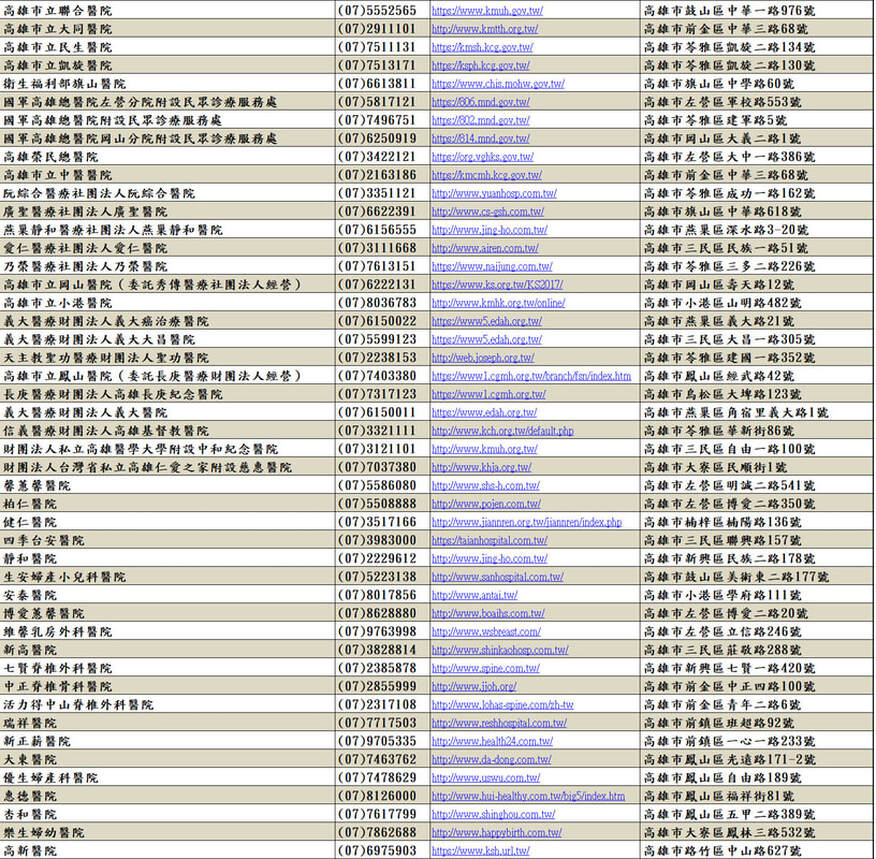 高雄市立聯合醫院 (07)5552565 http://www.kmuh.gov.tw/ 高雄市鼓山區中華一路976號
高雄市立大同醫院 (07)2911101 http://www.kmtth.org.tw/ 高雄市前金區中華三路68號
高雄市立民生醫院 (07)7511131 https://kmsh.kcg.gov.tw/ 高雄市苓雅區凱旋二路134號
高雄市立凱旋醫院 (07)7513171 https://ksph.kcg.gov.tw/ 高雄市苓雅區凱旋二路130號
衛生福利部旗山醫院 (07)6613811 https://www.chis.mohw.gov.tw/ 高雄市旗山區中學路60號
國軍高雄總醫院左營分院附設民眾診療服務處 (07)5817121 https://806.mnd.gov.tw/ 高雄市左營區軍校路553號
國軍高雄總醫院附設民眾診療服務處 (07)7496751 https://802.mnd.gov.tw/ 高雄市苓雅區建軍路5號
國軍高雄總醫院岡山分院附設民眾診療服務處 (07)6250919 https://814.mnd.gov.tw/ 高雄市岡山區大義二路1號
高雄榮民總醫院 (07)3422121 https://org.vghks.gov.tw/ 高雄市左營區大中一路386號
高雄市立中醫醫院 (07)2163186 https://kmcmh.kcg.gov.tw/ 高雄市前金區中華三路68號
阮綜合醫療社團法人阮綜合醫院 (07)3351121 http://www.yuanhosp.com.tw/ 高雄市苓雅區成功一路162號
廣聖醫療社團法人廣聖醫院 (07)6622391 http://www.cs-gsh.com.tw/ 高雄市旗山區中華路618號
燕巢靜和醫療社團法人燕巢靜和醫院 (07)6156555 http://www.jing-ho.com.tw/ 高雄市燕巢區深水路3-20號
愛仁醫療社團法人愛仁醫院 (07)3111668 http://www.airen.com.tw/ 高雄市三民區民族一路51號
乃榮醫療社團法人乃榮醫院 (07)7613151 http://www.naijung.com.tw/ 高雄市苓雅區三多二路226號
高雄市立岡山醫院（委託秀傳醫療社團法人經營） (07)6222131 https://www.ks.org.tw/KS2017/ 高雄市岡山區壽天路12號
高雄市立小港醫院 (07)8036783 http://www.kmhk.org.tw/online/ 高雄市小港區山明路482號
義大醫療財團法人義大癌治療醫院 (07)6150022 https://www5.edah.org.tw/ 高雄市燕巢區義大路21號
義大醫療財團法人義大大昌醫院 (07)5599123 https://www5.edah.org.tw/ 高雄市三民區大昌一路305號
天主教聖功醫療財團法人聖功醫院 (07)2238153 http://web.joseph.org.tw/ 高雄市苓雅區建國一路352號
高雄市立鳳山醫院（委託長庚醫療財團法人經營） (07)7403380 https://www1.cgmh.org.tw/branch/fsn/index.htm 高雄市鳳山區經武路42號
長庚醫療財團法人高雄長庚紀念醫院 (07)7317123 https://www1.cgmh.org.tw/ 高雄市鳥松區大埤路123號
義大醫療財團法人義大醫院 (07)6150011 https://www.edah.org.tw/ 高雄市燕巢區角宿里義大路1號
信義醫療財團法人高雄基督教醫院 (07)3321111 http://www.kch.org.tw/default.php 高雄市苓雅區華新街86號
財團法人私立高雄醫學大學附設中和紀念醫院 (07)3121101 http://www.kmuh.org.tw/ 高雄市三民區自由一路100號
財團法人台灣省私立高雄仁愛之家附設慈惠醫院 (07)7037380 http://www.khja.org.tw/ 高雄市大寮區民順街1號
馨蕙馨醫院 (07)5586080 http://www.shs-h.com.tw/ 高雄市左營區明誠二路541號
柏仁醫院 (07)5508888 http://www.pojen.com.tw/ 高雄市左營區博愛二路350號
健仁醫院 (07)3517166 http://www.jiannren.org.tw/jiannren/index.php 高雄市楠梓區楠陽路136號
四季台安醫院 (07)3983000 https://taianhospital.com.tw/ 高雄市三民區聯興路157號
靜和醫院 (07)2229612 http://www.jing-ho.com.tw/ 高雄市新興區民族二路178號
生安婦產小兒科醫院 (07)5223138 http://www.sanhospital.com.tw/ 高雄市鼓山區美術東二路177號
安泰醫院 (07)8017856 http://www.antai.tw/ 高雄市小港區學府路111號
博愛蕙馨醫院 (07)8628880 http://www.boaihs.com.tw/ 高雄市左營區博愛二路20號
維馨乳房外科醫院 (07)9763998 http://www.wsbreast.com/ 高雄市左營區立信路246號
新高醫院 (07)3828814 http://www.shinkaohosp.com.tw/ 高雄市三民區莊敬路288號
七賢脊椎外科醫院 (07)2385878 http://www.spine.com.tw/ 高雄市新興區七賢一路420號
中正脊椎骨科醫院 (07)2855999 http://www.jjoh.org/ 高雄市前金區中正四路100號
活力得中山脊椎外科醫院 (07)2317108 http://www.lohas-spine.com/zh-tw 高雄市前金區青年二路6號
瑞祥醫院 (07)7717503 http://www.reshhospital.com.tw/ 高雄市前鎮區班超路92號
新正薪醫院 (07)9705335 http://www.health24.com.tw/ 高雄市前鎮區一心一路233號
大東醫院 (07)7463762 http://www.da-dong.com.tw/ 高雄市鳳山區光遠路171-2號
優生婦產科醫院 (07)7478629 http://www.uswu.com.tw/ 高雄市鳳山區自由路189號
惠德醫院 (07)8126000 http://www.hui-healthy.com.tw/big5/index.htm 高雄市鳳山區福祥街81號
杏和醫院 (07)7617799 http://www.shinghou.com.tw/ 高雄市鳳山區五甲二路389號
樂生婦幼醫院 (07)7862688 http://www.happybirth.com.tw/ 高雄市大寮區鳳林三路532號
高新醫院 (07)6975903 https://www.ksh.url.tw/ 高雄市路竹區中山路627號